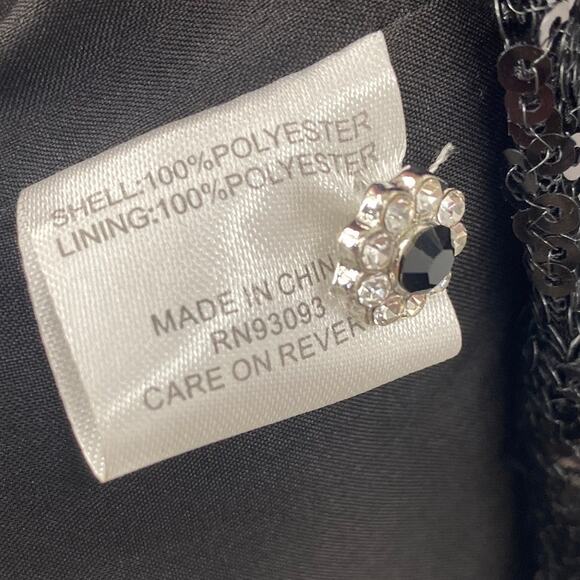 SHELL:100%POLYESTER
LINING:100%POLYESTER
MADE IN CHIN
RN93093
CARE ON REVER